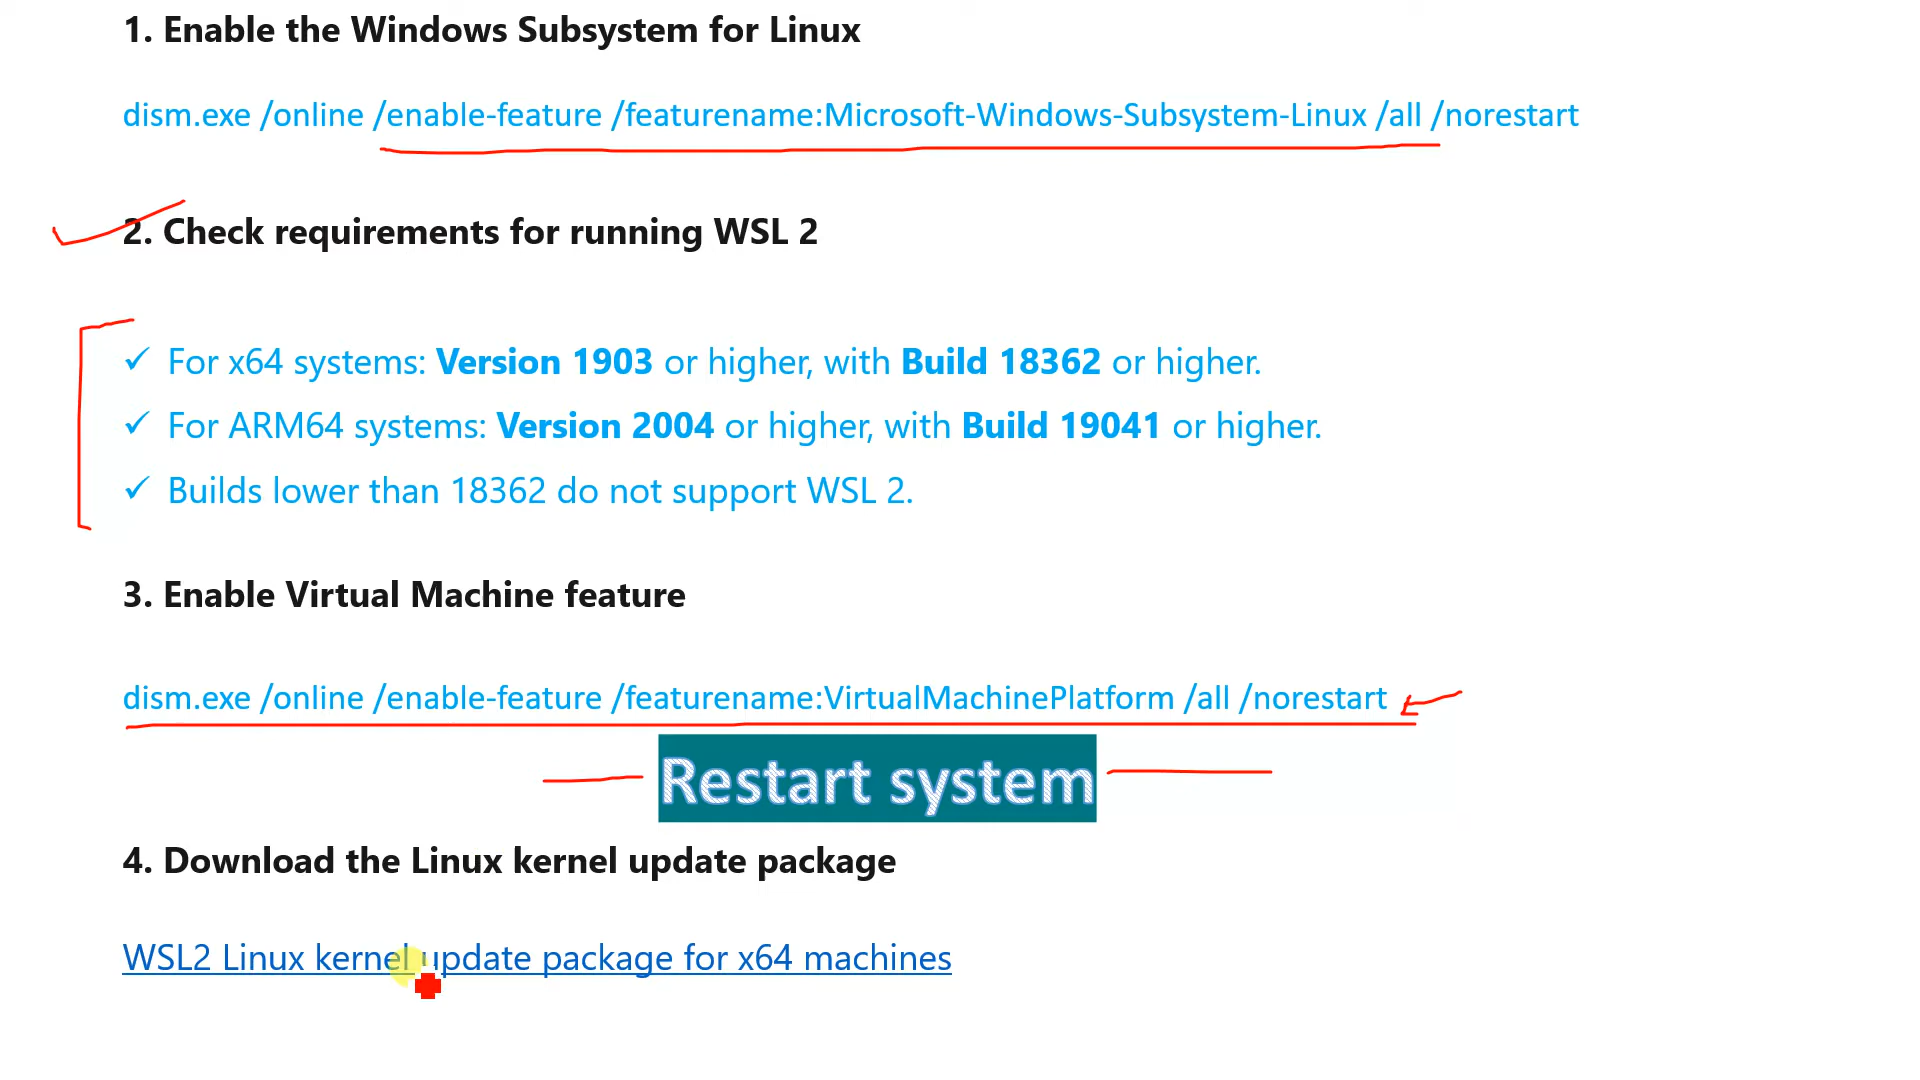 1. Enable the Windows Subsystem for Linux
dism.exe /online /enable-feature /featurename:Microsoft-Windows-Subsystem-Linux /all /norestart
2. Check requirements for running WSL 2
✓ For x64 systems: Version 1903 or higher, with Build 18362 or higher.
✓ For ARM64 systems: Version 2004 or higher, with Build 19041 or higher.
✓ Builds lower than 18362 do not support WSL 2.
3. Enable Virtual Machine feature
dism.exe /online /enable-feature /featurename:VirtualMachinePlatform /all /norestart
Restart system
4. Download the Linux kernel update package
WSL2 Linux kernel update package for x64 machines